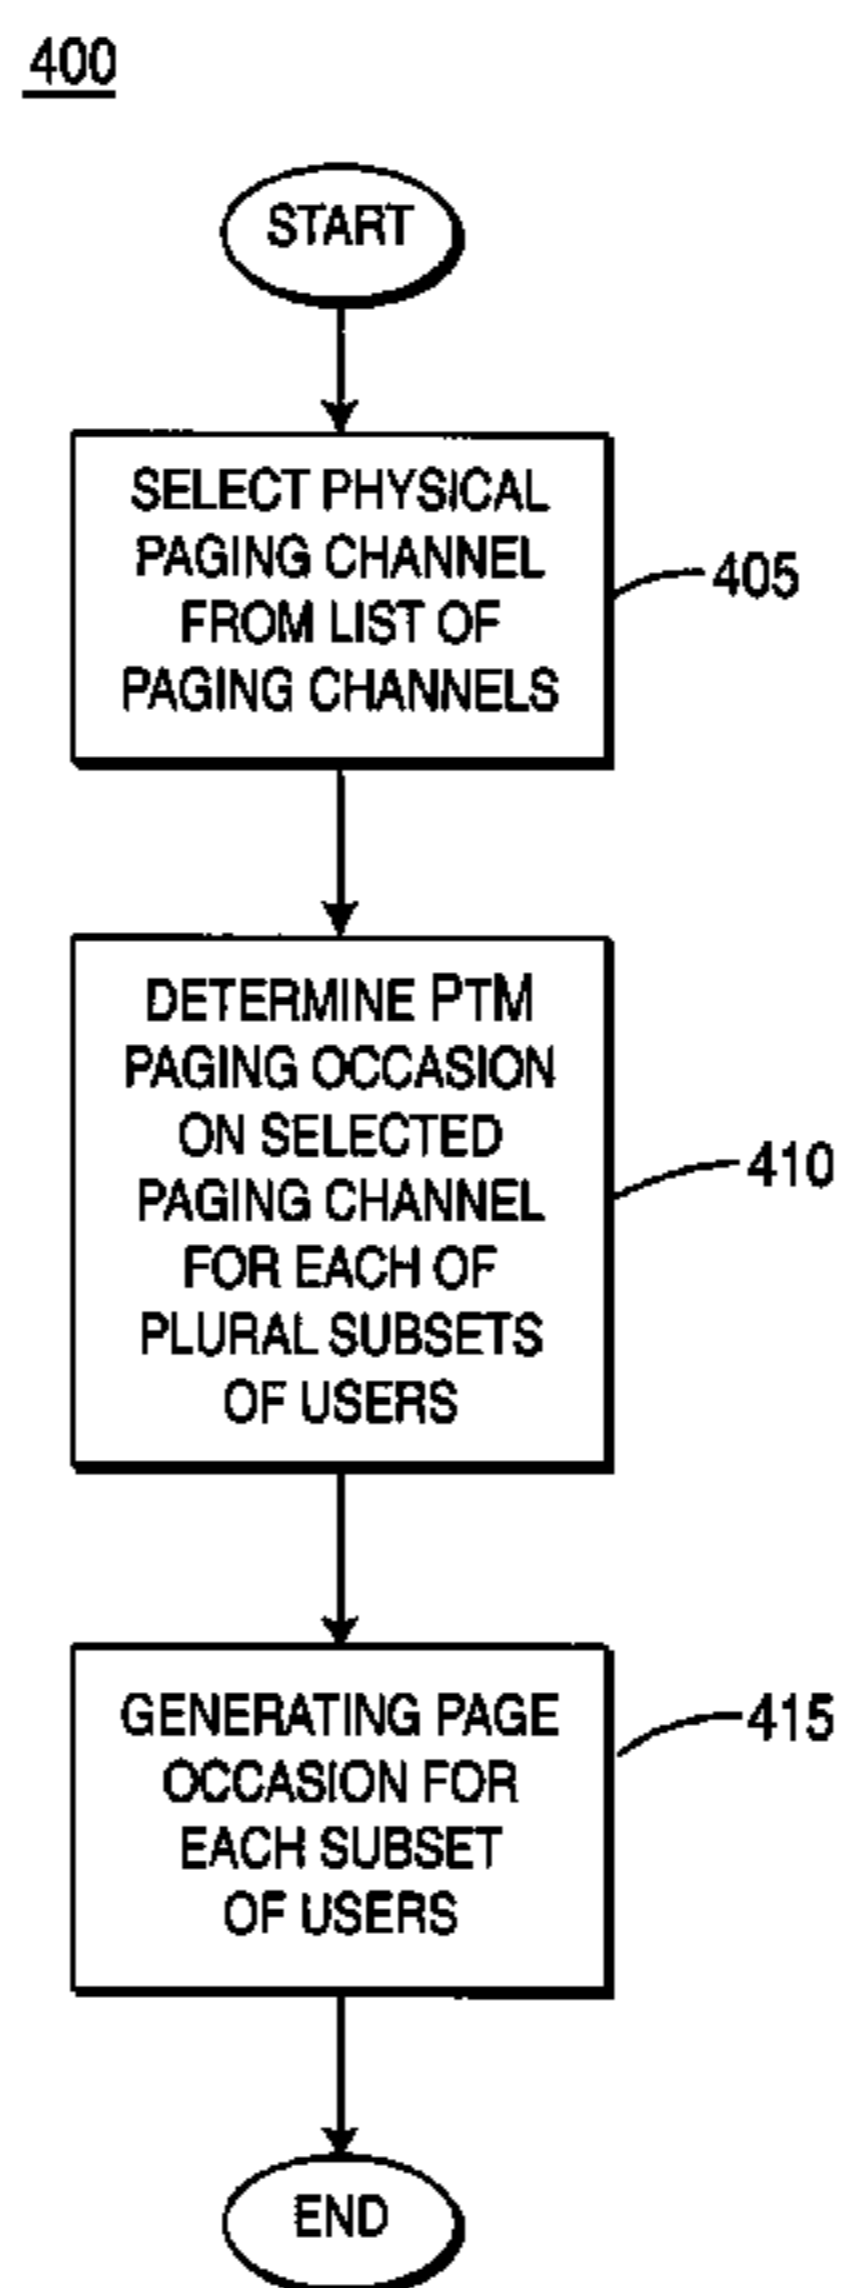 400
START
SELECT PHYSICAL
PAGING CHANNEL
FROM LIST OF
PAGING CHANNELS
405
DETERMINE PTM
PAGING OCCASION
ON SELECTED
PAGING CHANNEL
FOR EACH OF
PLURAL SUBSETS
OF USERS
410
GENERATING PAGE
OCCASION FOR
EACH SUBSET
OF USERS
415
END